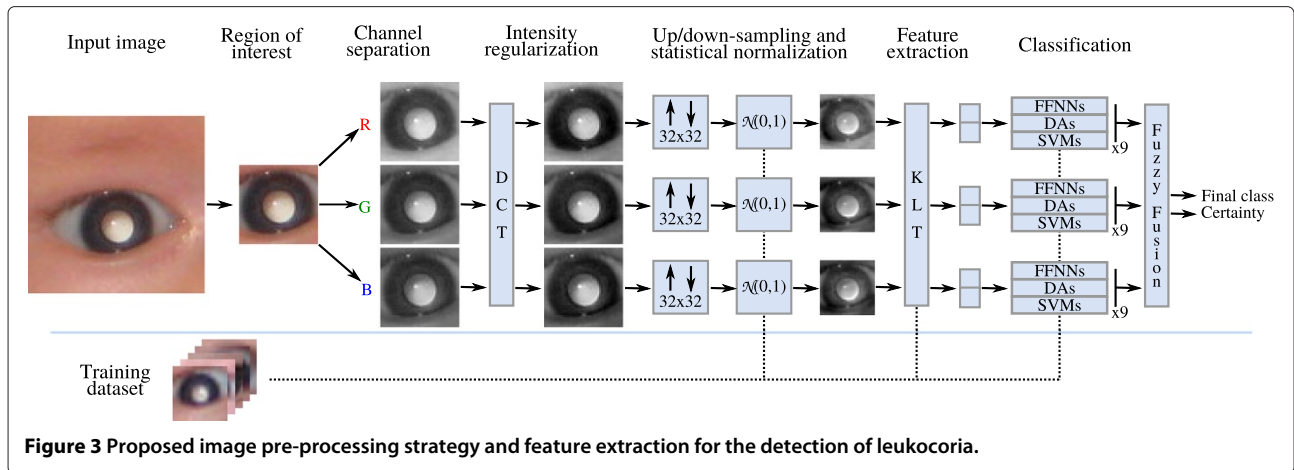 Input image
Region of
interest
Channel
separation
Intensity
regularization
Up/down-sampling and
statistical normalization
Feature
extraction
Classification
R
G
B
D
C
T
32x32
𝒩(0,1)
32x32
𝒩(0,1)
32x32
𝒩(0,1)
K
L
T
FFNNs
DAs
SVMs
x9
FFNNs
DAs
SVMs
x9
FFNNs
DAs
SVMs
x9
Fuzzy Fusion
Final class
Certainty
Training
dataset
Figure 3 Proposed image pre-processing strategy and feature extraction for the detection of leukocoria.